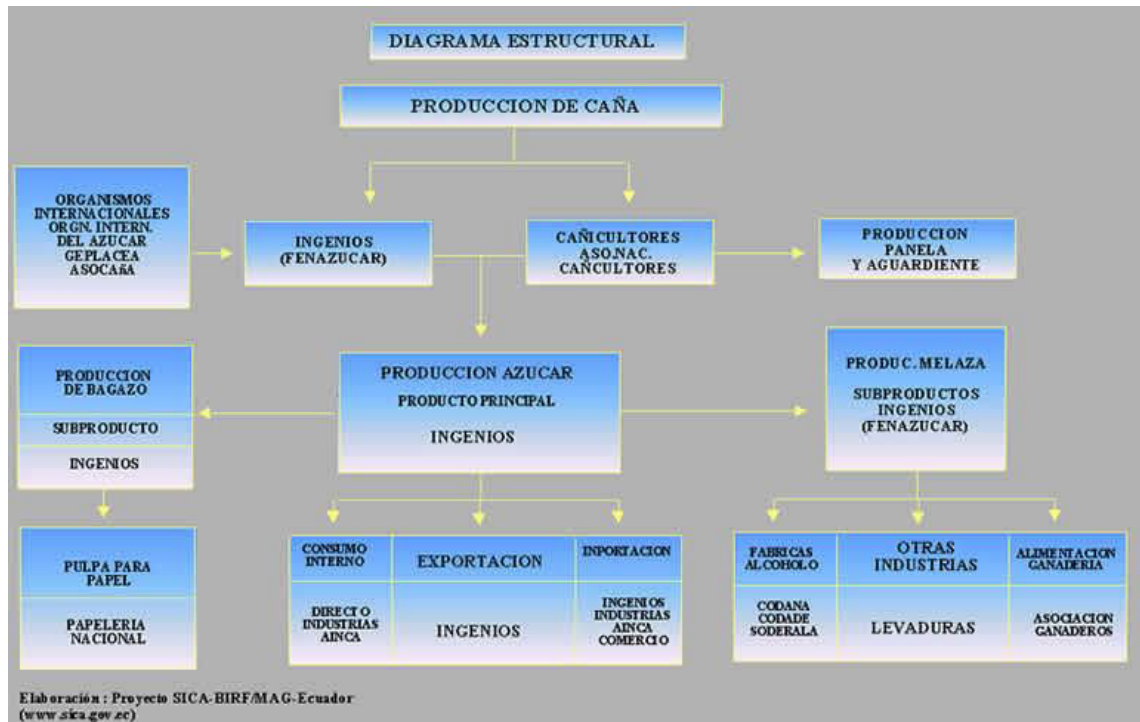 DIAGRAMA ESTRUCTURAL
PRODUCCION DE CAÑA
ORGANISMOS
INTERNACIONALES
ORGN. INTERN.
DEL AZUCAR
GEPLACEA
ASOCAñA
INGENIOS
(FENAZUCAR)
CAÑICULTORES
ASO.NAC.
CAÑCULTORES
PRODUCCION
PANELA
Y AGUARDIENTE
PRODUCCION
DE BAGAZO
SUBPRODUCTO
INGENIOS
PRODUCCION AZUCAR
PRODUCTO PRINCIPAL
INGENIOS
PRODUC. MELAZA
SUBPRODUCTOS
INGENIOS
(FENAZUCAR)
PULPA PARA
PAPEL
PAPELERIA
NACIONAL
CONSUMO
INTERNO
DIRECTO
INDUSTRIAS
AINCA
EXPORTACION
INGENIOS
INPORTACION
INGENIOS
INDUSTRIAS
AINCA
COMERCIO
FABRICAS
ALCOHOLO
CODANA
CODADE
SODERALA
OTRAS
INDUSTRIAS
LEVADURAS
ALIMENTACION
GANADERIA
ASOCIACION
GANADEROS
Elaboración : Proyecto SICA-BIRF/MAG-Ecuador
(www.sica.gov.ec)